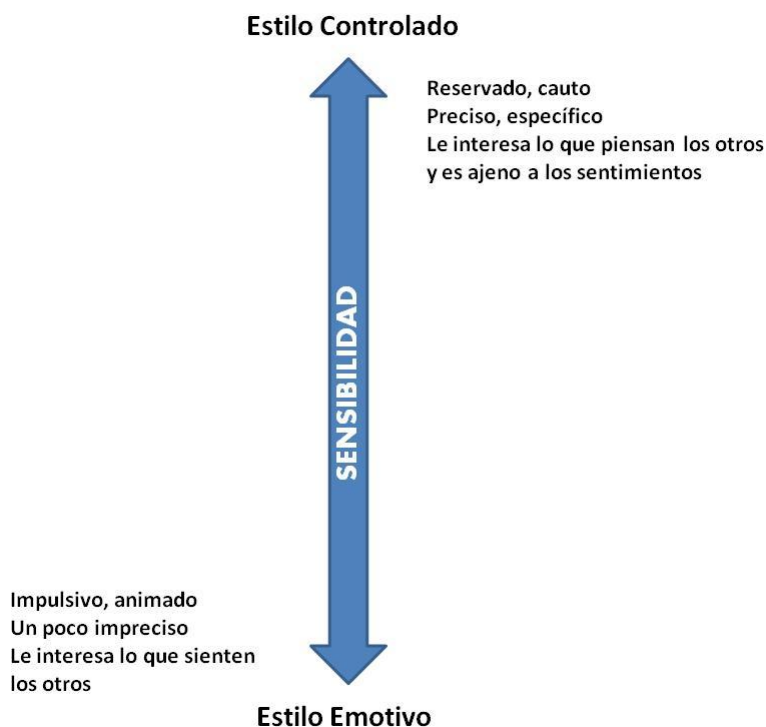 Estilo Controlado
Reservado, cauto
Preciso, específico
Le interesa lo que piensan los otros
y es ajeno a los sentimientos
SENSIBILIDAD
Impulsivo, animado
Un poco impreciso
Le interesa lo que sienten
los otros
Estilo Emotivo